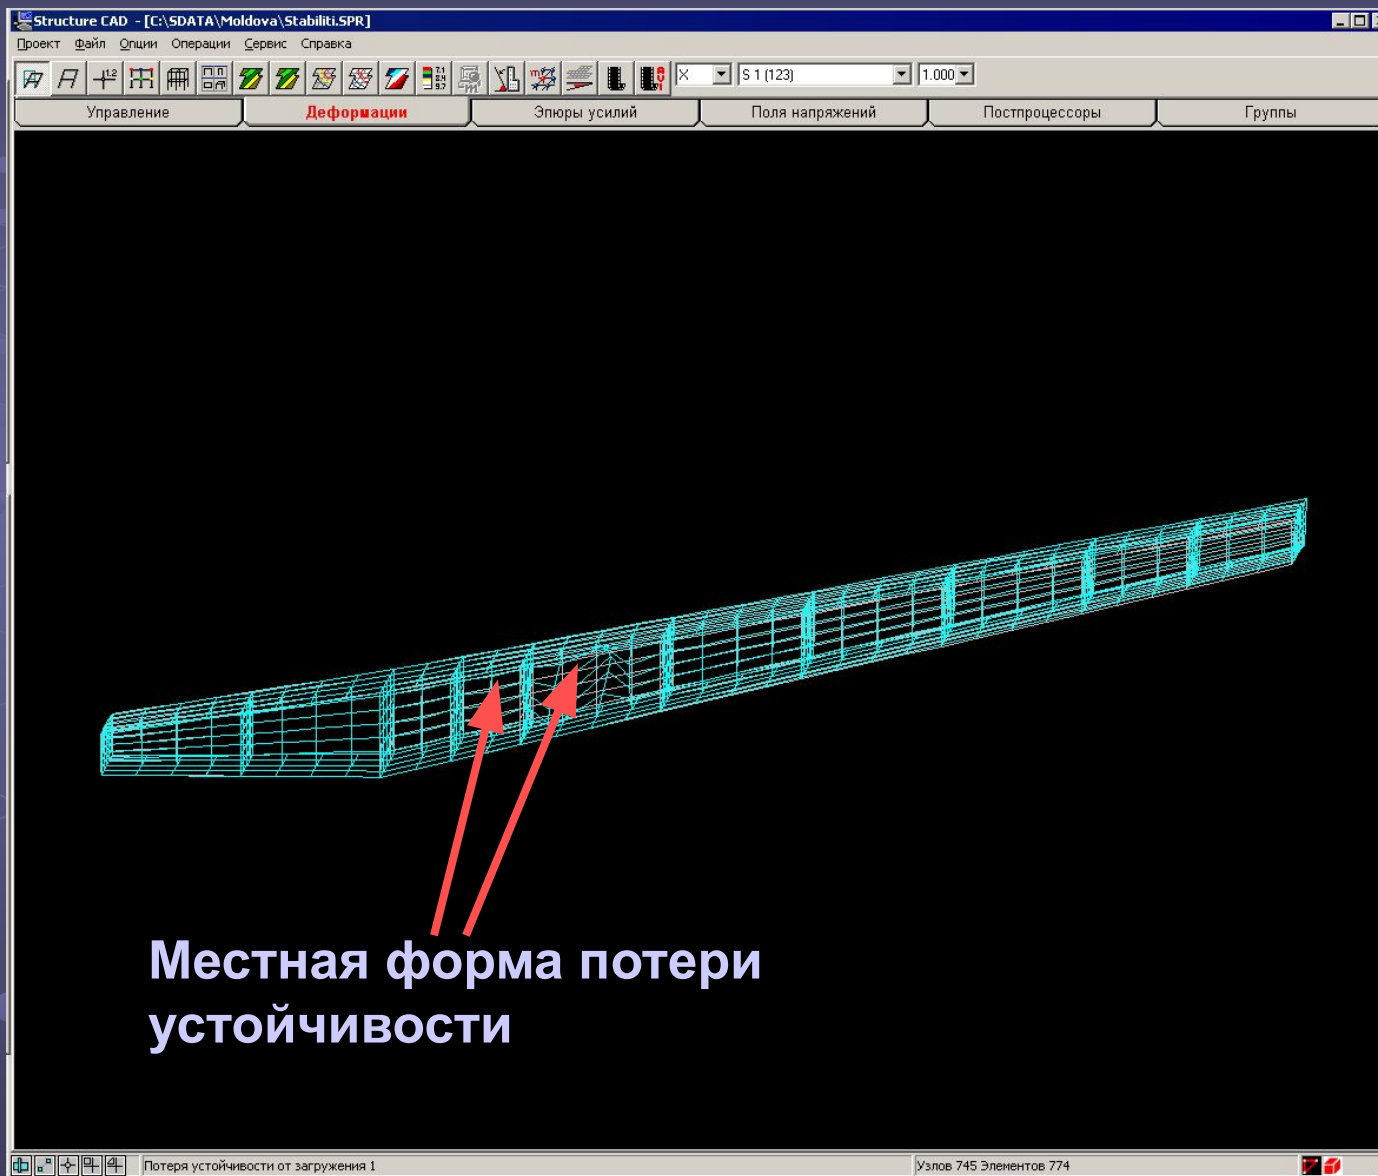 Structure CAD - [C:\SDATA\Moldova\Stabiliti.SPR]
Проект Файл Опции Операции Сервис Справка
X S 1 (123) 1.000
Управление Деформации Эпюры усилий Поля напряжений Постпроцессоры Группы
Местная форма потери
устойчивости
Потеря устойчивости от загружения 1 Узлов 745 Элементов 774